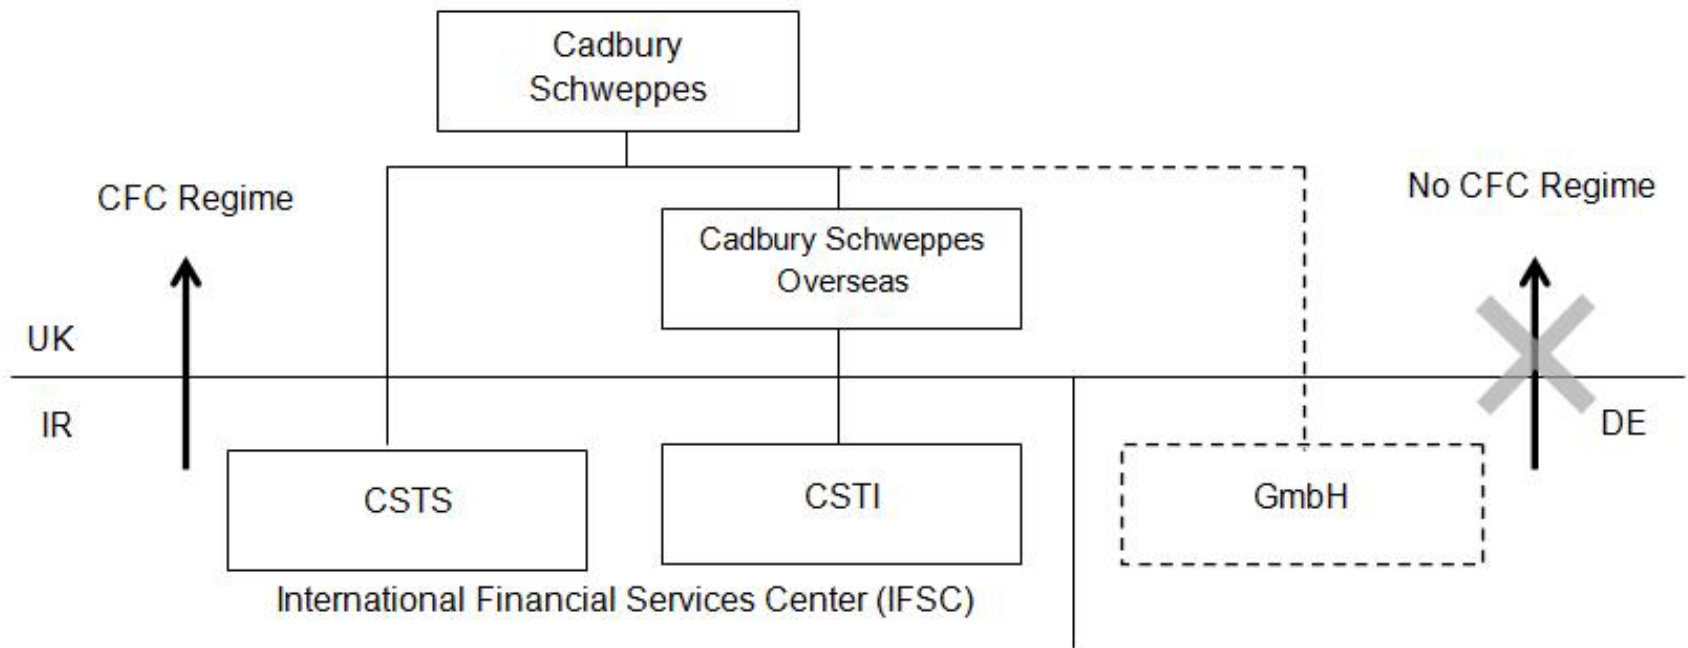 Cadbury
Schweppes
CFC Regime
No CFC Regime
Cadbury Schweppes
Overseas
UK
IR
DE
CSTS
CSTI
GmbH
International Financial Services Center (IFSC)